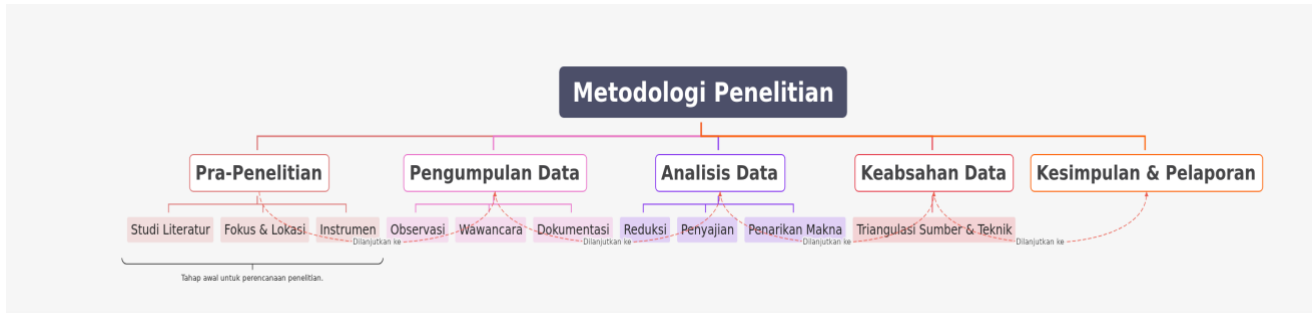 Metodologi Penelitian
Pra-Penelitian
Pengumpulan Data
Analisis Data
Keabsahan Data
Kesimpulan & Pelaporan
Studi Literatur
Fokus & Lokasi
Instrumen
Observasi
Wawancara
Dokumentasi
Reduksi
Penyajian
Penarikan Makna
Triangulasi Sumber & Teknik
Dilanjutkan ke
Dilanjutkan ke
Dilanjutkan ke
Dilanjutkan ke
Tahap awal untuk perencanaan penelitian.